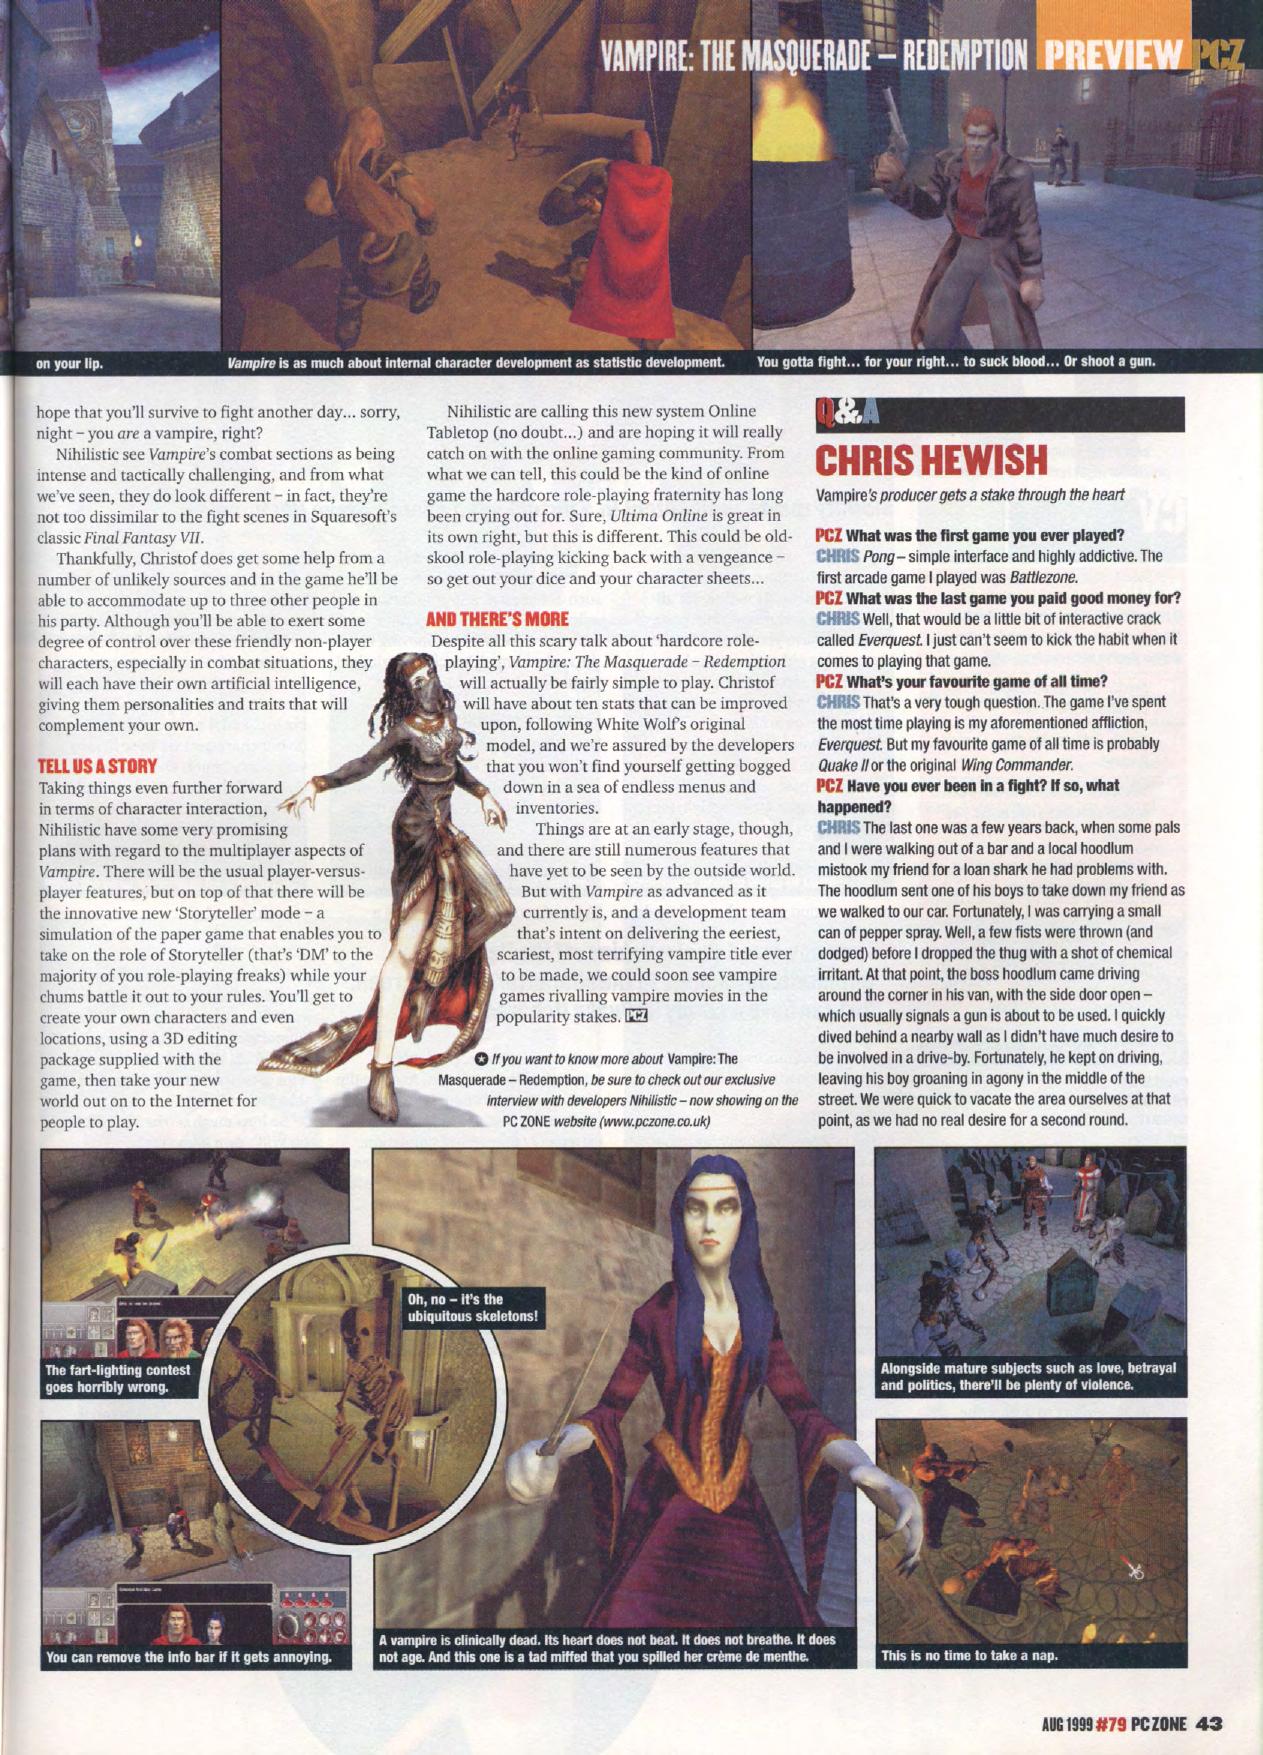 VAMPIRE: THE MASQUERADE – REDEMPTION PREVIEW PCZ
on your lip.
Vampire is as much about internal character development as statistic development.
You gotta fight... for your right... to suck blood... Or shoot a gun.
hope that you'll survive to fight another day... sorry,
night – you are a vampire, right?
Nihilistic see Vampire's combat sections as being
intense and tactically challenging, and from what
we've seen, they do look different – in fact, they're
not too dissimilar to the fight scenes in Squaresoft's
classic Final Fantasy VII.
Thankfully, Christof does get some help from a
number of unlikely sources and in the game he'll be
able to accommodate up to three other people in
his party. Although you'll be able to exert some
degree of control over these friendly non-player
characters, especially in combat situations, they
will each have their own artificial intelligence,
giving them personalities and traits that will
complement your own.
TELL US A STORY
Taking things even further forward
in terms of character interaction,
Nihilistic have some very promising
plans with regard to the multiplayer aspects of
Vampire. There will be the usual player-versus-
player features, but on top of that there will be
the innovative new 'Storyteller' mode – a
simulation of the paper game that enables you to
take on the role of Storyteller (that's 'DM' to the
majority of you role-playing freaks) while your
chums battle it out to your rules. You'll get to
create your own characters and even
locations, using a 3D editing
package supplied with the
game, then take your new
world out on to the Internet for
people to play.
Nihilistic are calling this new system Online
Tabletop (no doubt...) and are hoping it will really
catch on with the online gaming community. From
what we can tell, this could be the kind of online
game the hardcore role-playing fraternity has long
been crying out for. Sure, Ultima Online is great in
its own right, but this is different. This could be old-
skool role-playing kicking back with a vengeance –
so get out your dice and your character sheets...
AND THERE'S MORE
Despite all this scary talk about 'hardcore role-
playing', Vampire: The Masquerade – Redemption
will actually be fairly simple to play. Christof
will have about ten stats that can be improved
upon, following White Wolf's original
model, and we're assured by the developers
that you won't find yourself getting bogged
down in a sea of endless menus and
inventories.
Things are at an early stage, though,
and there are still numerous features that
have yet to be seen by the outside world.
But with Vampire as advanced as it
currently is, and a development team
that's intent on delivering the eeriest,
scariest, most terrifying vampire title ever
to be made, we could soon see vampire
games rivalling vampire movies in the
popularity stakes. PCZ
If you want to know more about Vampire: The
Masquerade – Redemption, be sure to check out our exclusive
interview with developers Nihilistic – now showing on the
PC ZONE website (www.pczone.co.uk)
Q&A
CHRIS HEWISH
Vampire's producer gets a stake through the heart
PCZ What was the first game you ever played?
CHRIS Pong – simple interface and highly addictive. The
first arcade game I played was Battlezone.
PCZ What was the last game you paid good money for?
CHRIS Well, that would be a little bit of interactive crack
called Everquest. I just can't seem to kick the habit when it
comes to playing that game.
PCZ What's your favourite game of all time?
CHRIS That's a very tough question. The game I've spent
the most time playing is my aforementioned affliction,
Everquest. But my favourite game of all time is probably
Quake II or the original Wing Commander.
PCZ Have you ever been in a fight? If so, what
happened?
CHRIS The last one was a few years back, when some pals
and I were walking out of a bar and a local hoodlum
mistook my friend for a loan shark he had problems with.
The hoodlum sent one of his boys to take down my friend as
we walked to our car. Fortunately, I was carrying a small
can of pepper spray. Well, a few fists were thrown (and
dodged) before I dropped the thug with a shot of chemical
irritant. At that point, the boss hoodlum came driving
around the corner in his van, with the side door open –
which usually signals a gun is about to be used. I quickly
dived behind a nearby wall as I didn't have much desire to
be involved in a drive-by. Fortunately, he kept on driving,
leaving his boy groaning in agony in the middle of the
street. We were quick to vacate the area ourselves at that
point, as we had no real desire for a second round.
The fart-lighting contest
goes horribly wrong.
Oh, no – it's the
ubiquitous skeletons!
Alongside mature subjects such as love, betrayal
and politics, there'll be plenty of violence.
You can remove the info bar if it gets annoying.
A vampire is clinically dead. Its heart does not beat. It does not breathe. It does
not age. And this one is a tad miffed that you spilled her crème de menthe.
This is no time to take a nap.
AUG 1999 #79 PC ZONE 43